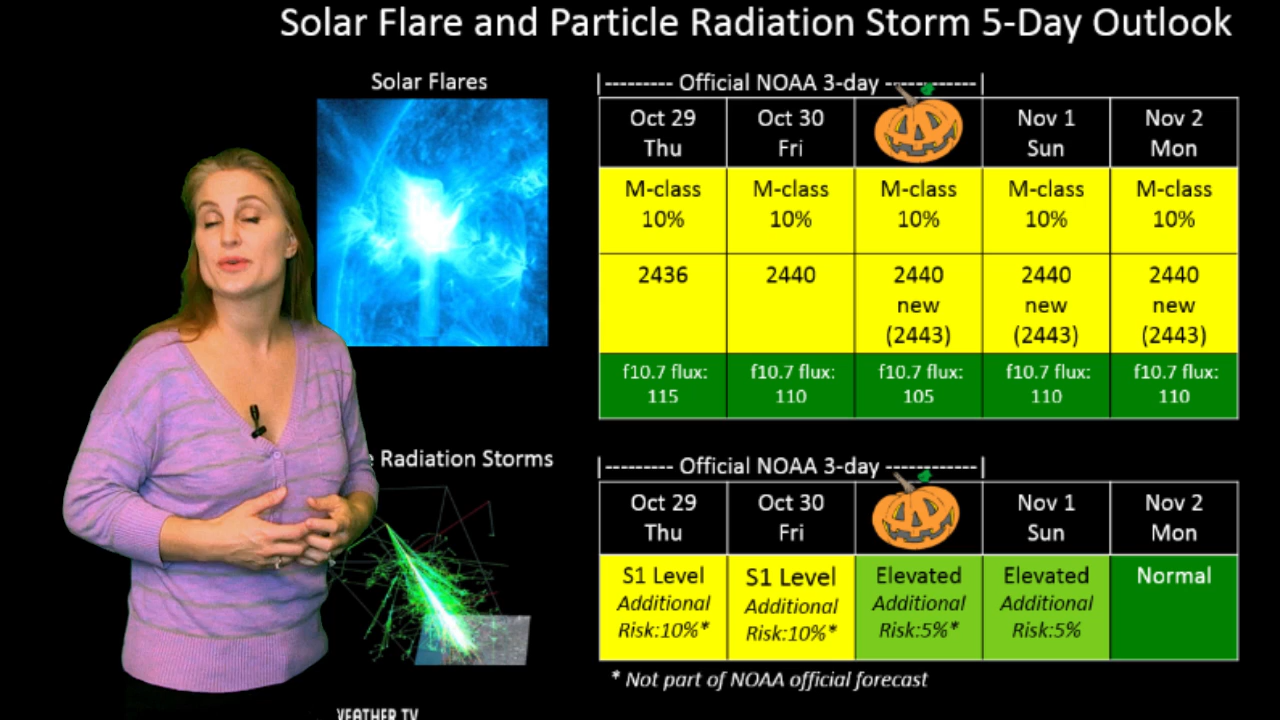 Solar Flare and Particle Radiation Storm 5-Day Outlook
Solar Flares
|--------- Official NOAA 3-day ------------|
Oct 29 Thu
Oct 30 Fri
Nov 1 Sun
Nov 2 Mon
M-class 10%
M-class 10%
M-class 10%
M-class 10%
M-class 10%
2436
2440
2440 new (2443)
2440 new (2443)
2440 new (2443)
f10.7 flux: 115
f10.7 flux: 110
f10.7 flux: 105
f10.7 flux: 110
f10.7 flux: 110
Radiation Storms
|--------- Official NOAA 3-day ------------|
Oct 29 Thu
Oct 30 Fri
Nov 1 Sun
Nov 2 Mon
S1 Level Additional Risk:10%*
S1 Level Additional Risk:10%*
Elevated Additional Risk:5%*
Elevated Additional Risk:5%
Normal
* Not part of NOAA official forecast
TV